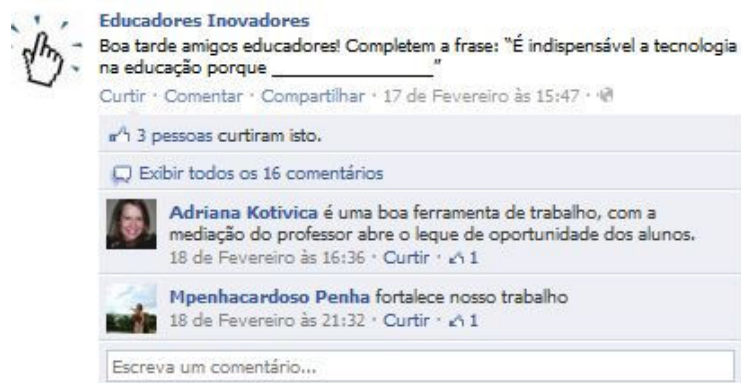 Educadores Inovadores
Boa tarde amigos educadores! Completem a frase: "É indispensável a tecnologia
na educação porque __________________"
Curtir · Comentar · Compartilhar · 17 de Fevereiro às 15:47 ·
3 pessoas curtiram isto.
Exibir todos os 16 comentários
Adriana Kotivica é uma boa ferramenta de trabalho, com a
mediação do professor abre o leque de oportunidade dos alunos.
18 de Fevereiro às 16:36 · Curtir · 1
Mpenhacardoso Penha fortalece nosso trabalho
18 de Fevereiro às 21:32 · Curtir · 1
Escreva um comentário...